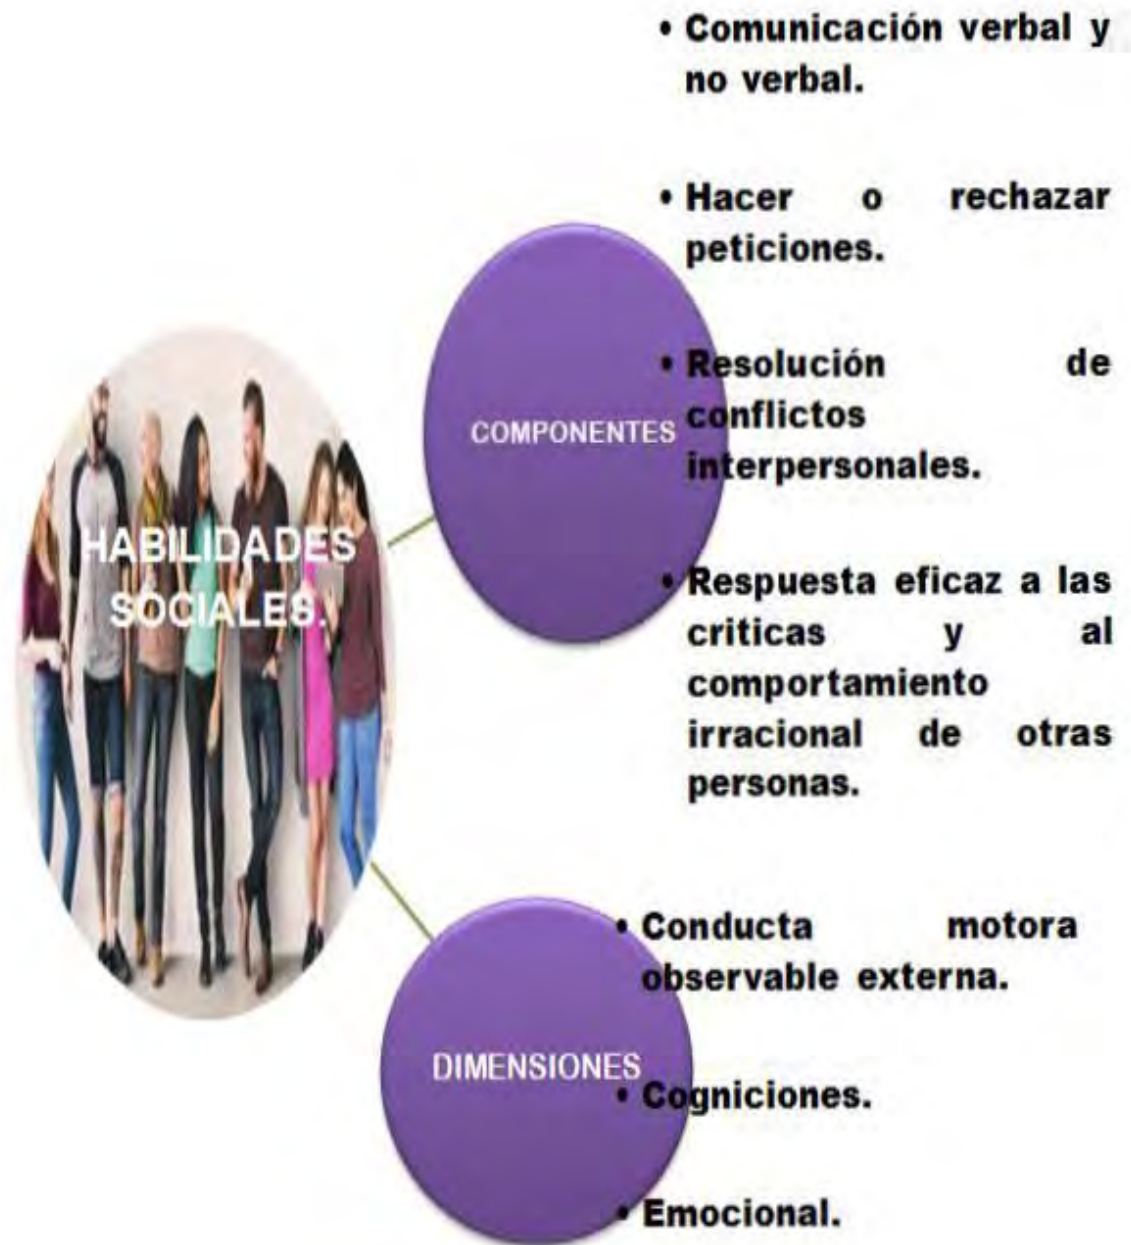 HABILIDADES
SOCIALES.
COMPONENTES
• Comunicación verbal y
no verbal.
• Hacer o rechazar
peticiones.
• Resolución de
conflictos
interpersonales.
• Respuesta eficaz a las
criticas y al
comportamiento
irracional de otras
personas.
DIMENSIONES
• Conducta motora
observable externa.
• Cogniciones.
• Emocional.